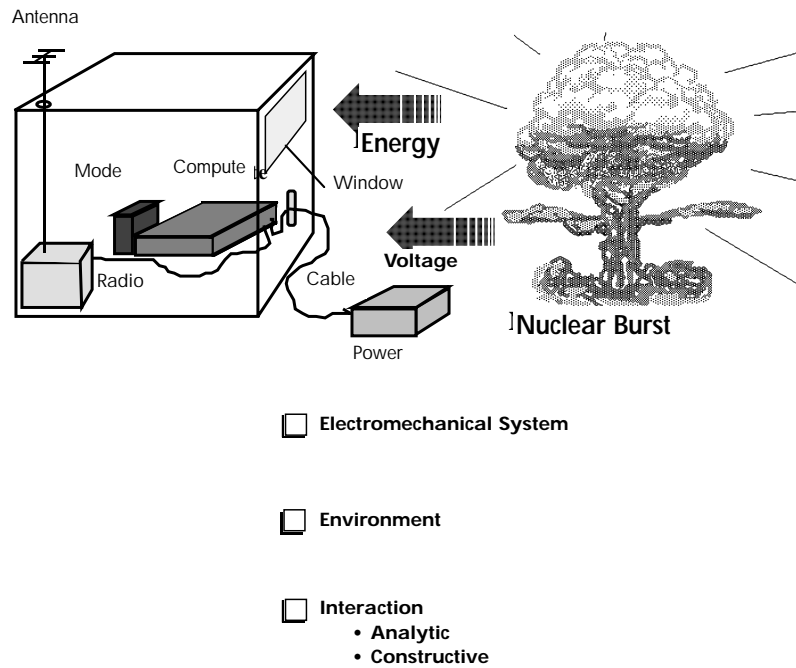 Antenna
Energy
Mode
Compute
Window
Voltage
Radio
Cable
Nuclear Burst
Power
Electromechanical System
Environment
Interaction
• Analytic
• Constructive